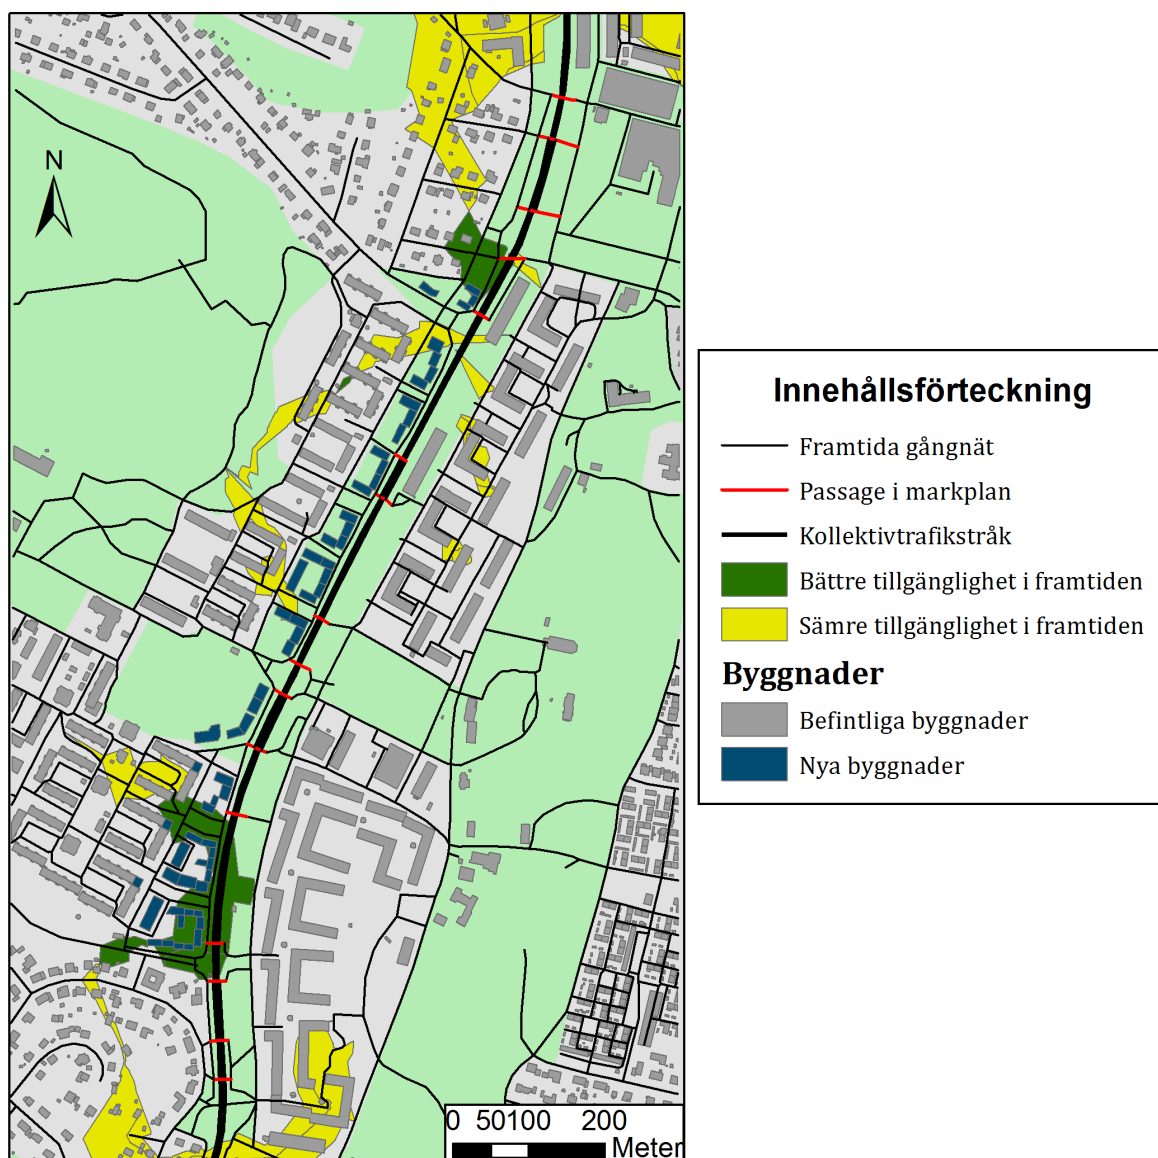 N
Innehållsförteckning
Framtida gångnät
Passage i markplan
Kollektivtrafikstråk
Bättre tillgänglighet i framtiden
Sämre tillgänglighet i framtiden
Byggnader
Befintliga byggnader
Nya byggnader
0 50100 200
Meter